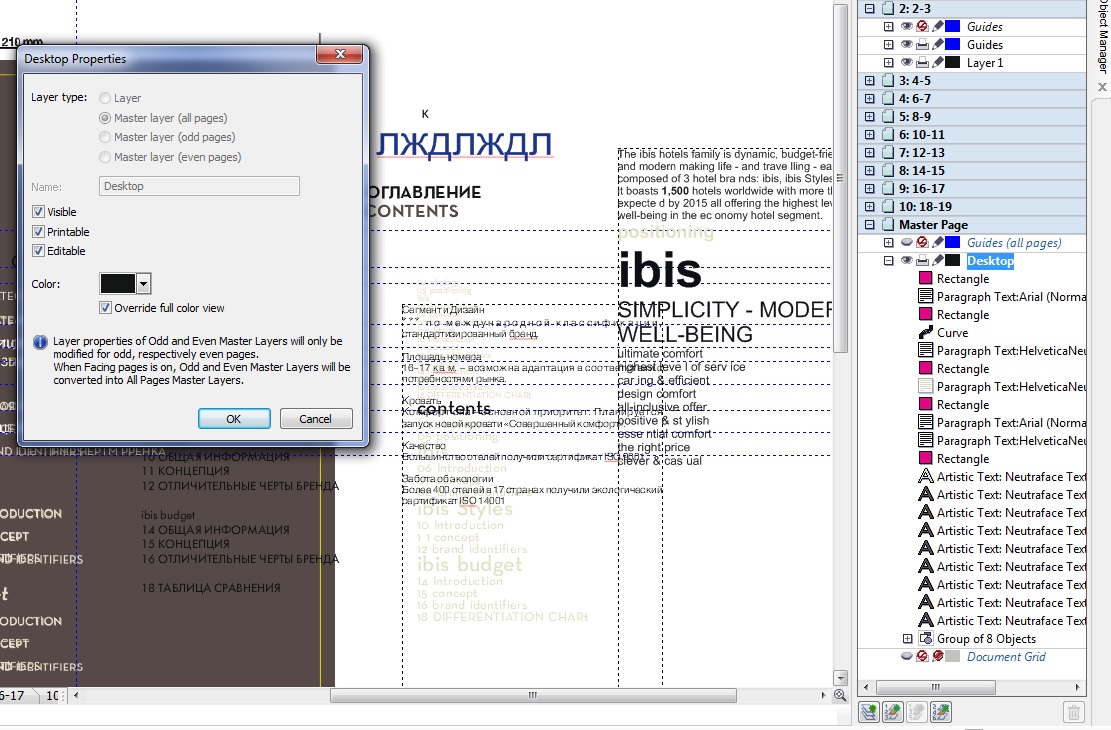 210 mm
Desktop Properties
Layer type:
Layer
Master layer (all pages)
Master layer (odd pages)
Master layer (even pages)
Name:
Desktop
Visible
Printable
Editable
Color:
Override full color view
Layer properties of Odd and Even Master Layers will only be
modified for odd, respectively even pages.
When Facing pages is on, Odd and Even Master Layers will be
converted into All Pages Master Layers.
OK
Cancel
10 ОБЩАЯ ИНФОРМАЦИЯ
11 КОНЦЕПЦИЯ
12 ОТЛИЧИТЕЛЬНЫЕ ЧЕРТЫ БРЕНДА
ibis budget
14 ОБЩАЯ ИНФОРМАЦИЯ
15 КОНЦЕПЦИЯ
16 ОТЛИЧИТЕЛЬНЫЕ ЧЕРТЫ БРЕНДА
18 ТАБЛИЦА СРАВНЕНИЯ
ODUCTION
CEPT
ODUCTION
CEPT
6-17
К
ЛЖДЛЖДЛ
ОГЛАВЛЕНИЕ
CONTENTS
05 positioning
Сегмент и Дизайн
* * * по международной классификации,
стандартизированный бренд.
Площадь номера
16–17 кв.м. – возможна адаптация в соответствии с
потребностями рынка.
18 DIFFERENTIATION CHARt
Кровать
contents
запуск новой кровати «Совершенный комфорт»
05 positioning
Качество
Большинство отелей получили сертификат ISO 9001
06 Introduction
Забота об экологии
Более 400 отелей в 17 странах получили экологический
сертификат ISO 14001
ibis Styles
10 Introduction
1 1 concept
12 brand identifiers
ibis budget
14 Introduction
15 concept
16 brand identifiers
18 DIFFERENTIATION CHARt
The ibis hotels family is dynamic, budget-frie
and modern making life - and trave lling - ea
composed of 3 hotel bra nds: ibis, ibis Styles
It boasts 1,500 hotels worldwide with more th
expecte d by 2015 all offering the highest lev
well-being in the ec onomy hotel segment.
positioning
ibis
SIMPLICITY - MODER
WELL-BEING
ultimate comfort
highest leve l of serv ice
car ing & efficient
design comfort
all-inclusive offer
positive & st ylish
esse ntial comfort
the right price
clever & cas ual
2: 2-3
Guides
Guides
Layer 1
3: 4-5
4: 6-7
5: 8-9
6: 10-11
7: 12-13
8: 14-15
9: 16-17
10: 18-19
Master Page
Guides (all pages)
Desktop
Rectangle
Paragraph Text:Arial (Norma
Rectangle
Curve
Paragraph Text:HelveticaNeu
Rectangle
Paragraph Text:HelveticaNeu
Rectangle
Paragraph Text:Arial (Norma
Paragraph Text:HelveticaNeu
Rectangle
Artistic Text: Neutraface Text
Artistic Text: Neutraface Text
Artistic Text: Neutraface Text
Artistic Text: Neutraface Text
Artistic Text: Neutraface Text
Artistic Text: Neutraface Text
Artistic Text: Neutraface Text
Artistic Text: Neutraface Text
Artistic Text: Neutraface Text
Group of 8 Objects
Document Grid
Object Manager